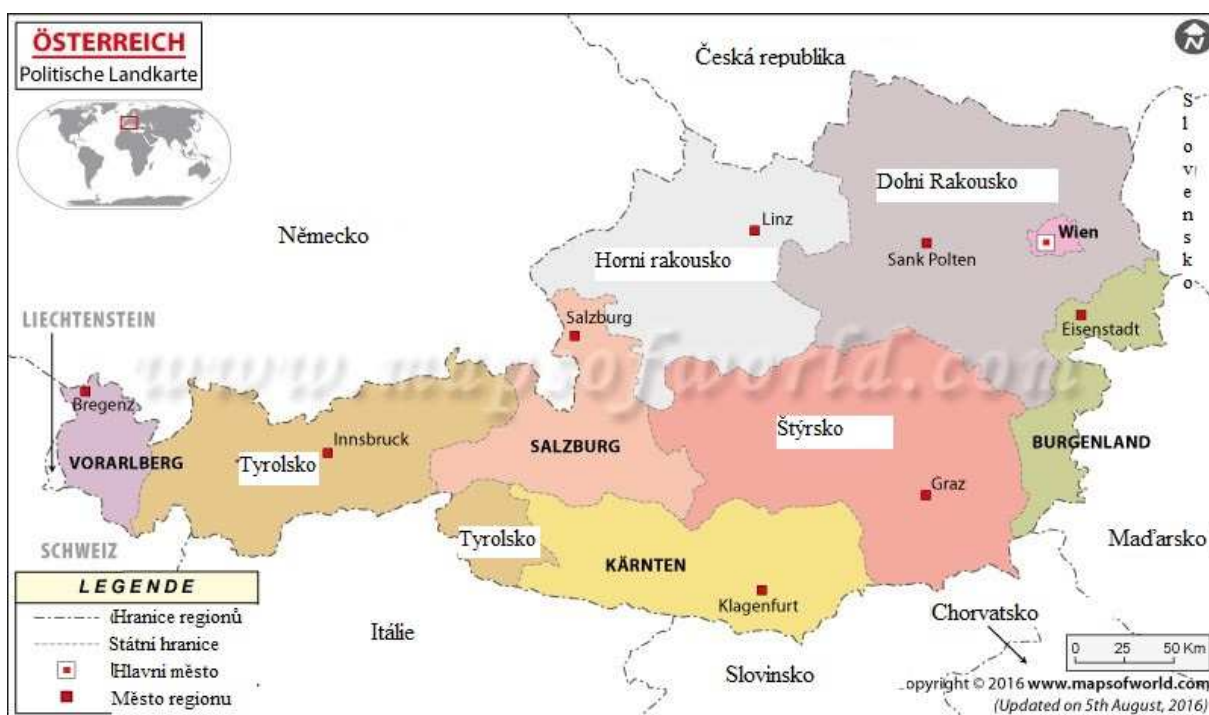 ÖSTERREICH
Politische Landkarte
N
Česká republika
Slovensko
Dolni Rakousko
Linz
Wien
Německo
Horni rakousko
Sank Polten
LIECHTENSTEIN
Salzburg
Eisenstadt
www.mapsofworld.com
Bregenz
Innsbruck
Štýrsko
VORARLBERG
Tyrolsko
SALZBURG
BURGENLAND
Graz
SCHWEIZ
Tyrolsko
Maďarsko
KÄRNTEN
LEGENDE
Klagenfurt
Chorvatsko
Hranice regionů
Itálie
Státní hranice
Slovinsko
0 25 50 Km
Hlavní město
Město regionu
opyright © 2016 www.mapsofworld.com
(Updated on 5th August, 2016)